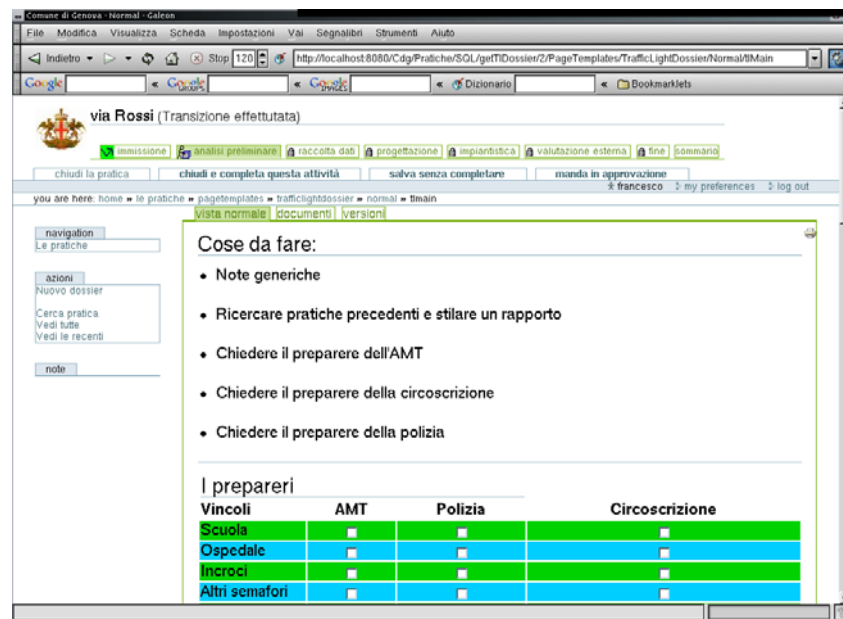 Comune di Genova - Normal - Galeon
File Modifica Visualizza Scheda Impostazioni Vai Segnalibri Strumenti Aiuto
Indietro Stop 120 http://localhost:8080/Cdg/Pratiche/SQL/getTlDossier/2/PageTemplates/TrafficLightDossier/Normal/tlMain
Google « Google GROUPS « Google IMAGES « Dizionario « Bookmarklets
via Rossi (Transizione effettutata)
immissione analisi preliminare raccolta dati progettazione impiantistica valutazione esterna fine sommario
chiudi la pratica chiudi e completa questa attività salva senza completare manda in approvazione
francesco my preferences log out
you are here: home » le pratiche » pagetemplates » trafficlightdossier » normal » tlmain
vista normale documenti versioni
navigation
Le pratiche
azioni
Nuovo dossier
Cerca pratica
Vedi tutte
Vedi le recenti
note
Cose da fare:
• Note generiche
• Ricercare pratiche precedenti e stilare un rapporto
• Chiedere il preparere dell'AMT
• Chiedere il preparere della circoscrizione
• Chiedere il preparere della polizia
I prepareri
Vincoli AMT Polizia Circoscrizione
Scuola
Ospedale
Incroci
Altri semafori